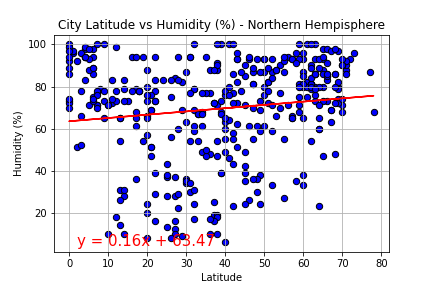 City Latitude vs Humidity (%) - Northern Hempisphere
100
80
60
40
20
Humidity (%)
y = 0.16x + 63.47
0 10 20 30 40 50 60 70 80
Latitude